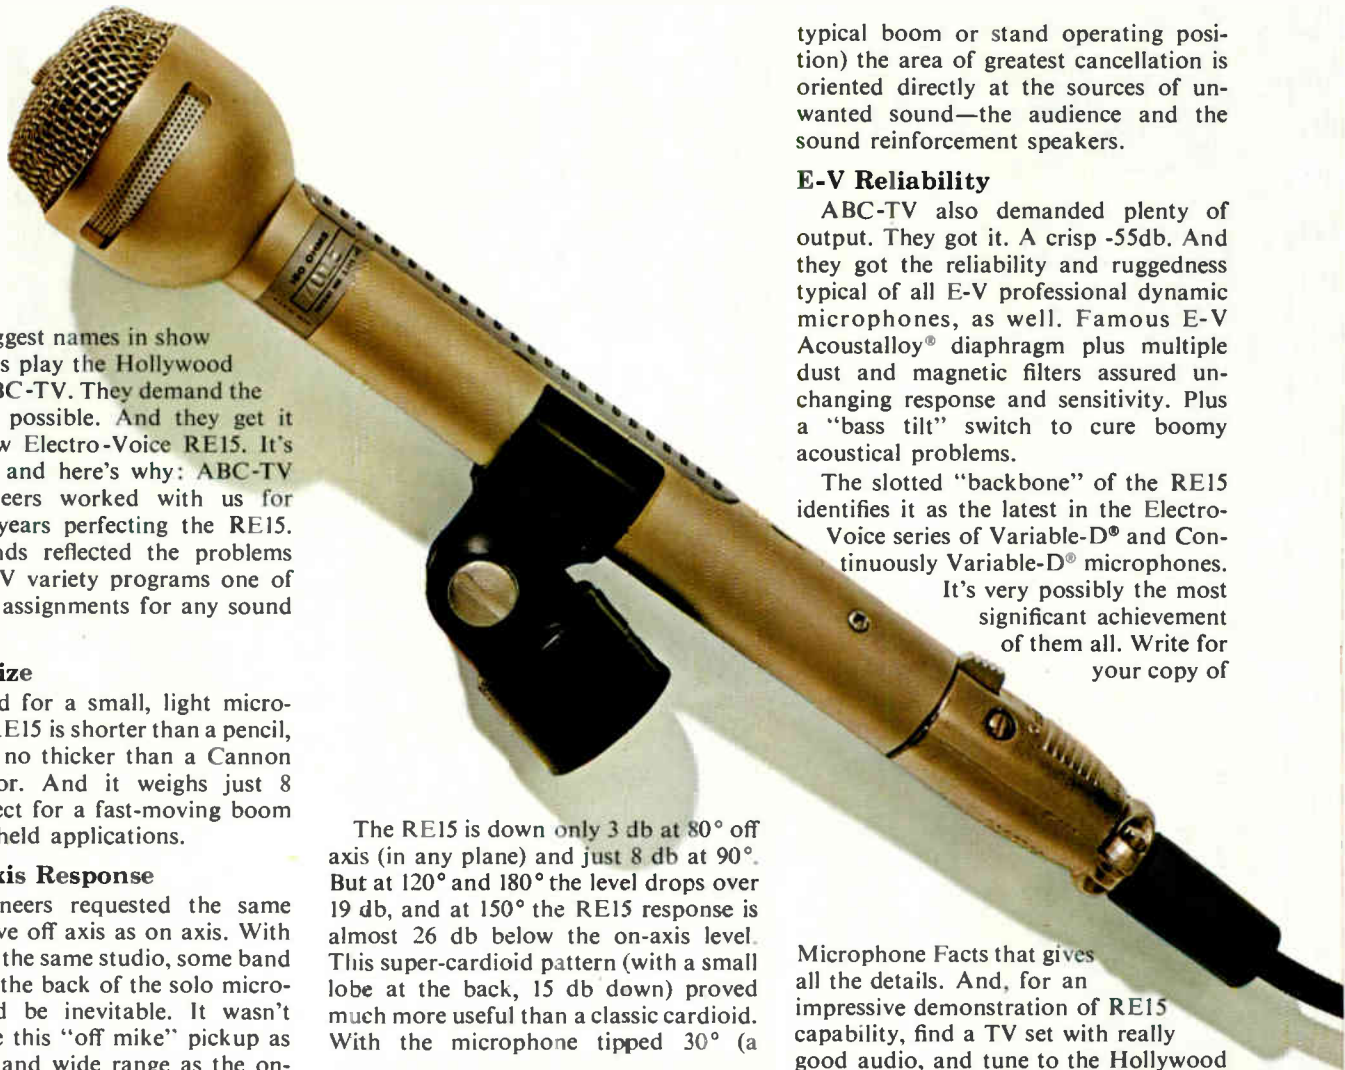 ggest names in show
s play the Hollywood
BC-TV. They demand the
possible. And they get it
w Electro-Voice RE15. It's
and here's why: ABC-TV
eers worked with us for
years perfecting the RE15.
nds reflected the problems
V variety programs one of
assignments for any sound
ize
d for a small, light micro-
RE15 is shorter than a pencil,
no thicker than a Cannon
or. And it weighs just 8
ect for a fast-moving boom
held applications.
xis Response
neers requested the same
ve off axis as on axis. With
the same studio, some band
the back of the solo micro-
d be inevitable. It wasn't
e this "off mike" pickup as
and wide range as the on-
The RE15 is down only 3 db at 80° off
axis (in any plane) and just 8 db at 90°.
But at 120° and 180° the level drops over
19 db, and at 150° the RE15 response is
almost 26 db below the on-axis level.
This super-cardioid pattern (with a small
lobe at the back, 15 db down) proved
much more useful than a classic cardioid.
With the microphone tipped 30° (a
typical boom or stand operating posi-
tion) the area of greatest cancellation is
oriented directly at the sources of un-
wanted sound—the audience and the
sound reinforcement speakers.
E-V Reliability
ABC-TV also demanded plenty of
output. They got it. A crisp -55db. And
they got the reliability and ruggedness
typical of all E-V professional dynamic
microphones, as well. Famous E-V
Acoustalloy® diaphragm plus multiple
dust and magnetic filters assured un-
changing response and sensitivity. Plus
a "bass tilt" switch to cure boomy
acoustical problems.
The slotted "backbone" of the RE15
identifies it as the latest in the Electro-
Voice series of Variable-D® and Con-
tinuously Variable-D® microphones.
It's very possibly the most
significant achievement
of them all. Write for
your copy of
Microphone Facts that gives
all the details. And, for an
impressive demonstration of RE15
capability, find a TV set with really
good audio, and tune to the Hollywood
150 OHMS